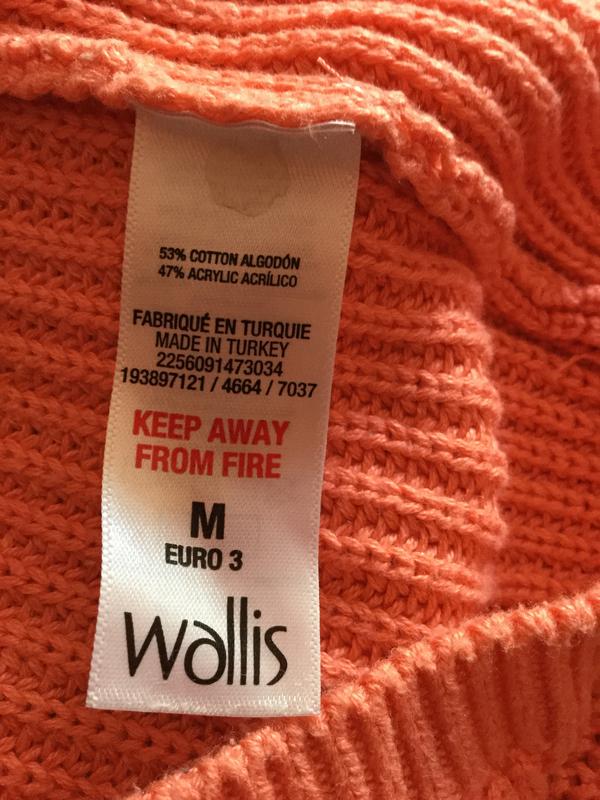 53% COTTON ALGODÓN
47% ACRYLIC ACRÍLICO
FABRIQUÉ EN TURQUIE
MADE IN TURKEY
2256091473034
193897121 / 4664 / 7037
KEEP AWAY
FROM FIRE
M
EURO 3
wallis